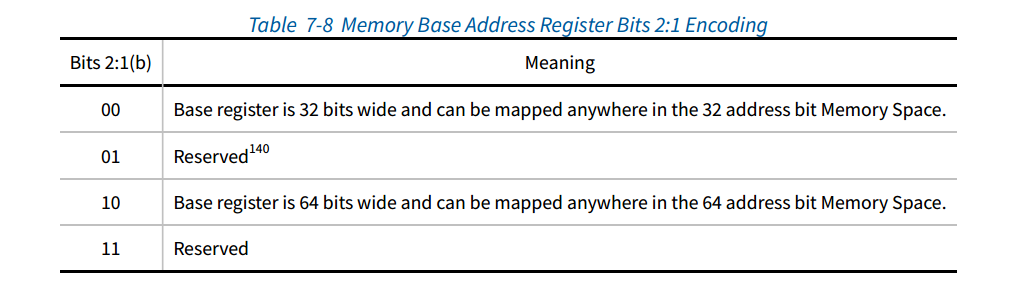 Table 7-8 Memory Base Address Register Bits 2:1 Encoding
Bits 2:1(b) Meaning
00 Base register is 32 bits wide and can be mapped anywhere in the 32 address bit Memory Space.
01 Reserved140
10 Base register is 64 bits wide and can be mapped anywhere in the 64 address bit Memory Space.
11 Reserved